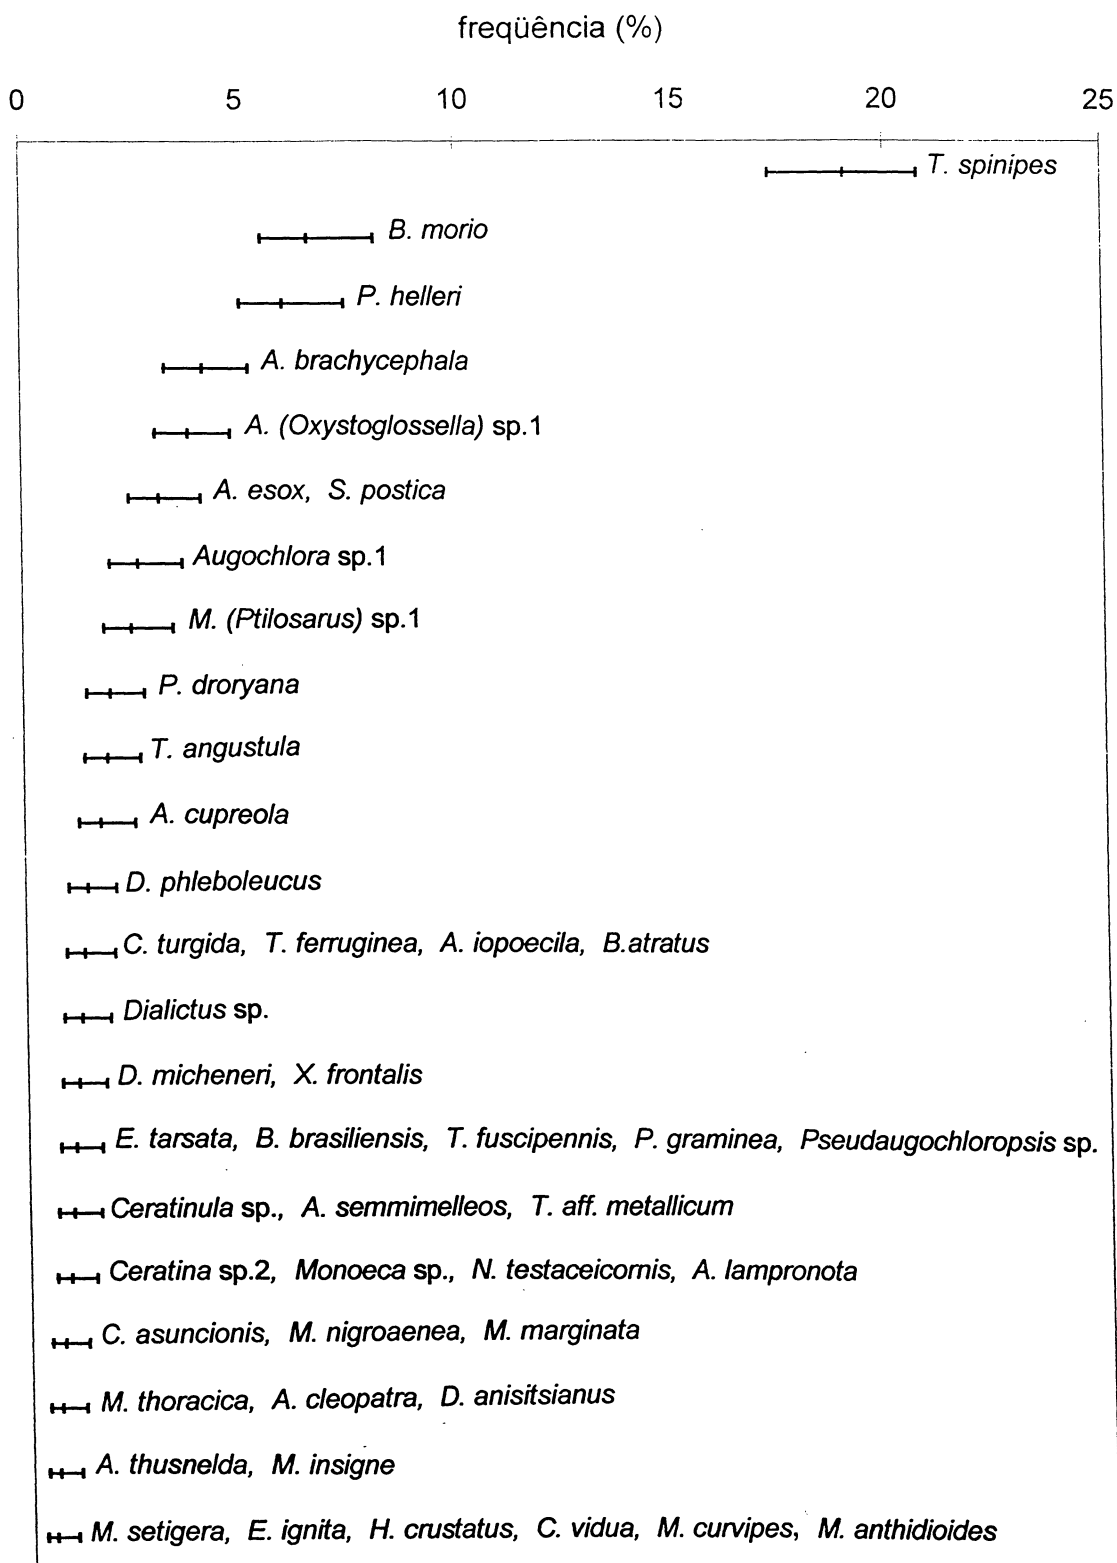 freqüência (%)
0 5 10 15 20 25
T. spinipes
B. morio
P. helleri
A. brachycephala
A. (Oxystoglossella) sp.1
A. esox, S. postica
Augochlora sp.1
M. (Ptilosarus) sp.1
P. droryana
T. angustula
A. cupreola
D. phleboleucus
C. turgida, T. ferruginea, A. iopoecila, B.atratus
Dialictus sp.
D. micheneri, X. frontalis
E. tarsata, B. brasiliensis, T. fuscipennis, P. graminea, Pseudaugochloropsis sp.
Ceratinula sp., A. semmimelleos, T. aff. metallicum
Ceratina sp.2, Monoeca sp., N. testaceicornis, A. lampronota
C. asuncionis, M. nigroaenea, M. marginata
M. thoracica, A. cleopatra, D. anisitsianus
A. thusnelda, M. insigne
M. setigera, E. ignita, H. crustatus, C. vidua, M. curvipes, M. anthidioides